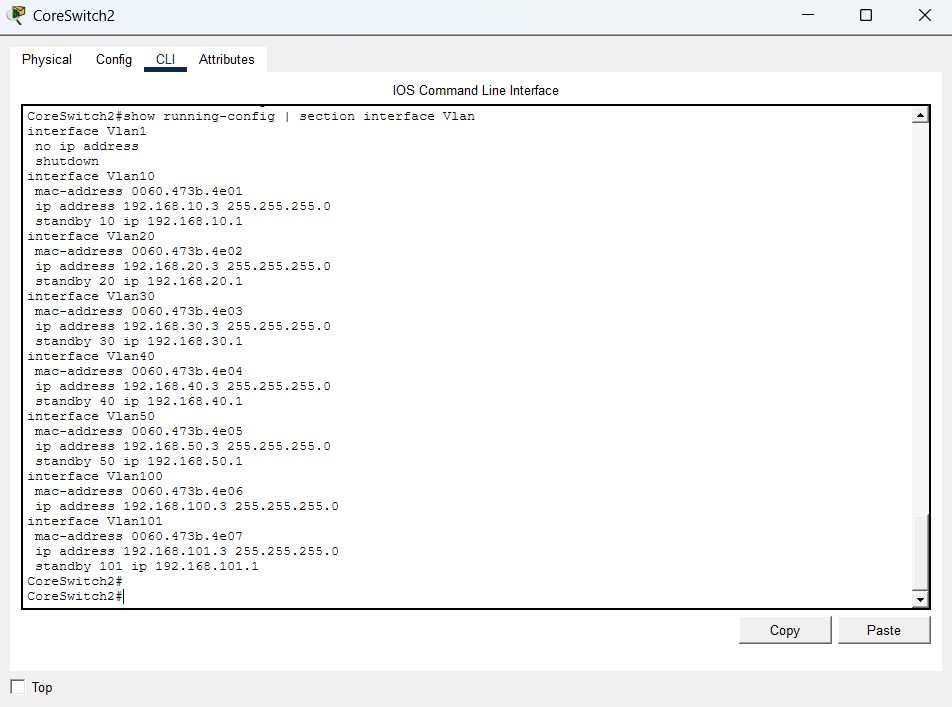 CoreSwitch2
Physical Config CLI Attributes
IOS Command Line Interface
CoreSwitch2#show running-config | section interface Vlan
interface Vlan1
 no ip address
 shutdown
interface Vlan10
 mac-address 0060.473b.4e01
 ip address 192.168.10.3 255.255.255.0
 standby 10 ip 192.168.10.1
interface Vlan20
 mac-address 0060.473b.4e02
 ip address 192.168.20.3 255.255.255.0
 standby 20 ip 192.168.20.1
interface Vlan30
 mac-address 0060.473b.4e03
 ip address 192.168.30.3 255.255.255.0
 standby 30 ip 192.168.30.1
interface Vlan40
 mac-address 0060.473b.4e04
 ip address 192.168.40.3 255.255.255.0
 standby 40 ip 192.168.40.1
interface Vlan50
 mac-address 0060.473b.4e05
 ip address 192.168.50.3 255.255.255.0
 standby 50 ip 192.168.50.1
interface Vlan100
 mac-address 0060.473b.4e06
 ip address 192.168.100.3 255.255.255.0
interface Vlan101
 mac-address 0060.473b.4e07
 ip address 192.168.101.3 255.255.255.0
 standby 101 ip 192.168.101.1
CoreSwitch2#
CoreSwitch2#
Copy Paste
Top